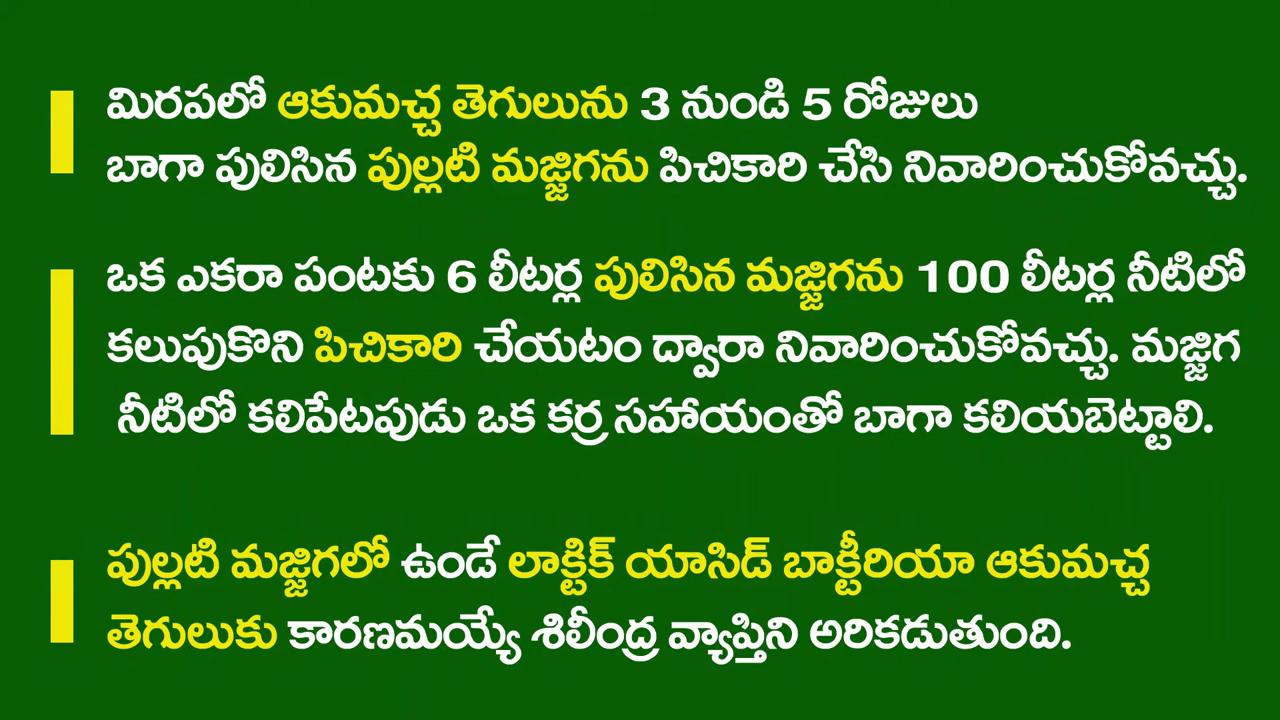 మిరపలో ఆకుమచ్చ తెగులును 3 నుండి 5 రోజులు
బాగా పులిసిన పుల్లటి మజ్జిగను పిచికారి చేసి నివారించుకోవచ్చు.
ఒక ఎకరా పంటకు 6 లీటర్ల పులిసిన మజ్జిగను 100 లీటర్ల నీటిలో
కలుపుకొని పిచికారి చేయటం ద్వారా నివారించుకోవచ్చు. మజ్జిగ
నీటిలో కలిపేటపుడు ఒక కర్ర సహాయంతో బాగా కలియబెట్టాలి.
పుల్లటి మజ్జిగలో ఉండే లాక్టిక్ యాసిడ్ బాక్టీరియా ఆకుమచ్చ
తెగులుకు కారణమయ్యే శిలీంద్ర వ్యాప్తిని అరికడుతుంది.